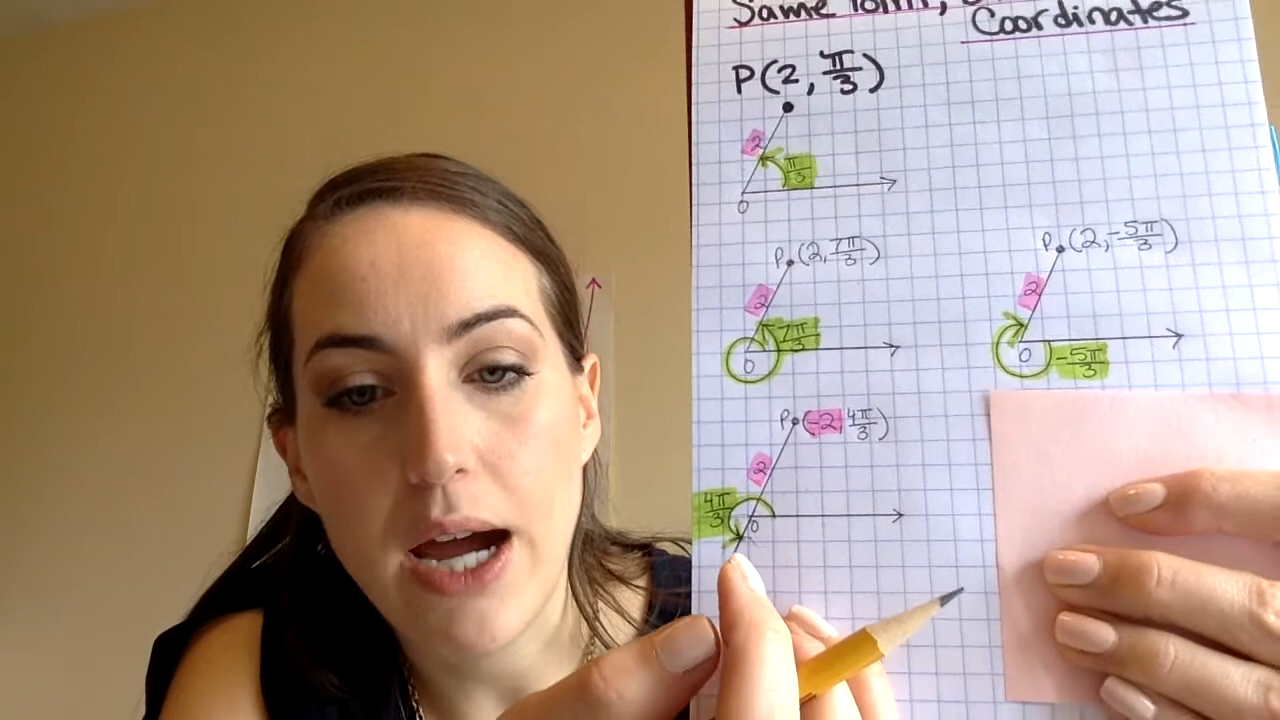 Same
Coordinates
P(2, π/3)
2
π/3
0
P (2, 7π/3)
2
7π/3
0
P (2, -5π/3)
2
0
-5π/3
P (-2, 4π/3)
2
4π/3
0